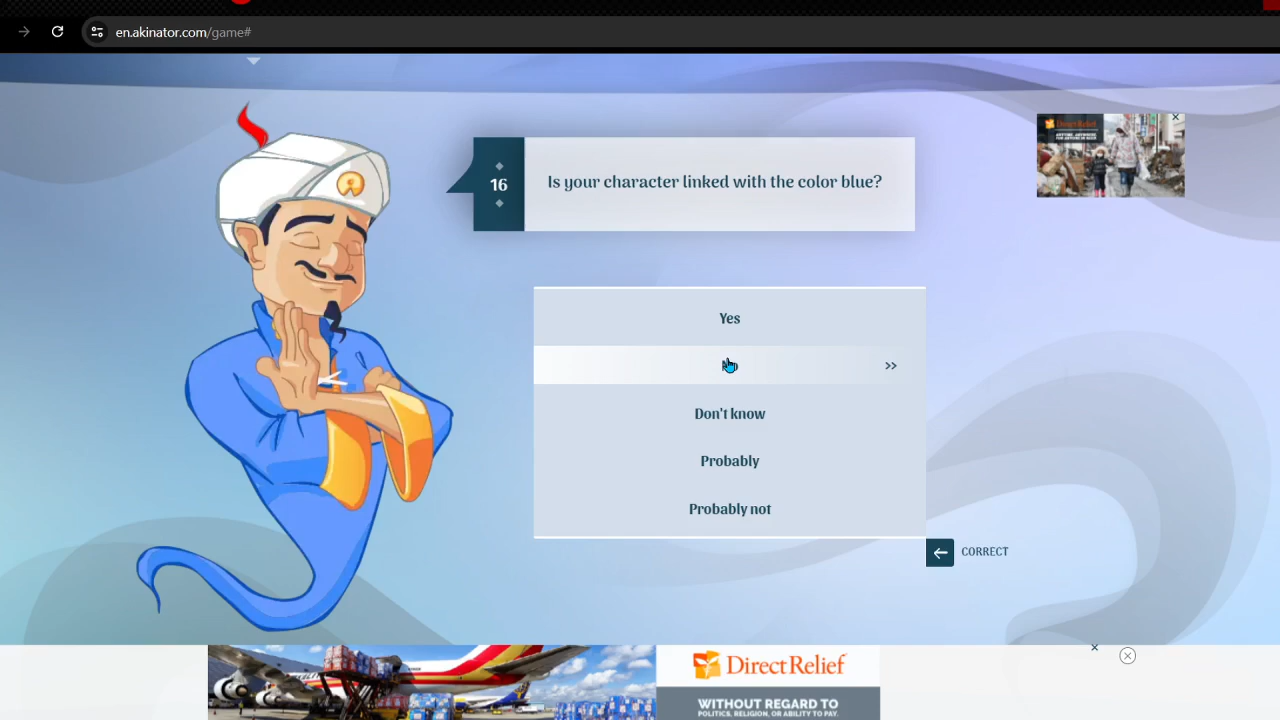 en.akinator.com/game#
16
Is your character linked with the color blue?
Yes
Don't know
Probably
Probably not
CORRECT
DirectRelief
DirectRelief
WITHOUT REGARD TO
POLITICS, RELIGION, OR ABILITY TO PAY.